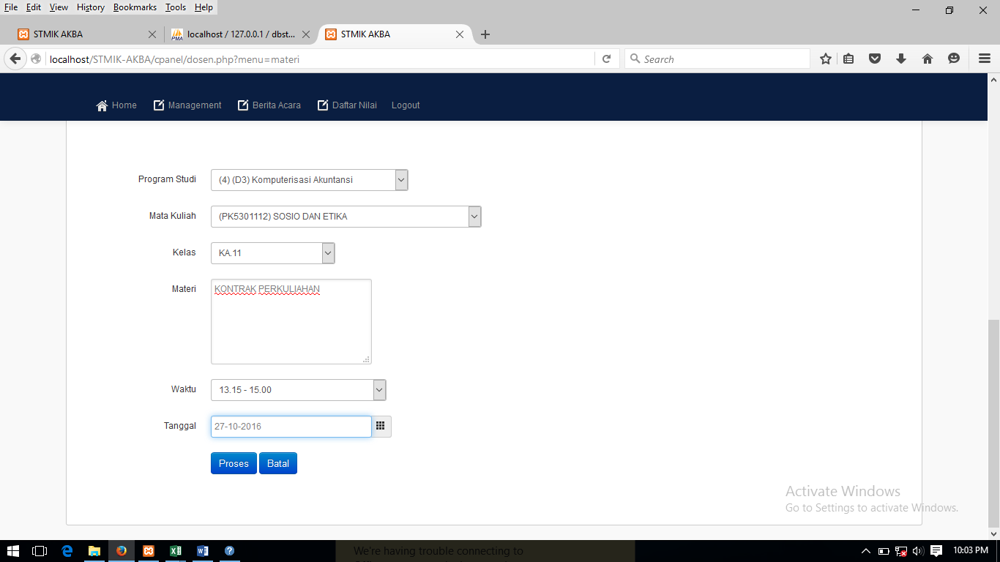 File Edit View History Bookmarks Tools Help
STMIK AKBA
PMA localhost / 127.0.0.1 / dbst...
STMIK AKBA
localhost/STMIK-AKBA/cpanel/dosen.php?menu=materi
Search
Home Management Berita Acara Daftar Nilai Logout
Program Studi (4) (D3) Komputerisasi Akuntansi
Mata Kuliah (PK5301112) SOSIO DAN ETIKA
Kelas KA.11
Materi KONTRAK PERKULIAHAN
Waktu 13.15 - 15.00
Tanggal 27-10-2016
Proses Batal
Activate Windows
Go to Settings to activate Windows.
We're having trouble connecting to
10:03 PM